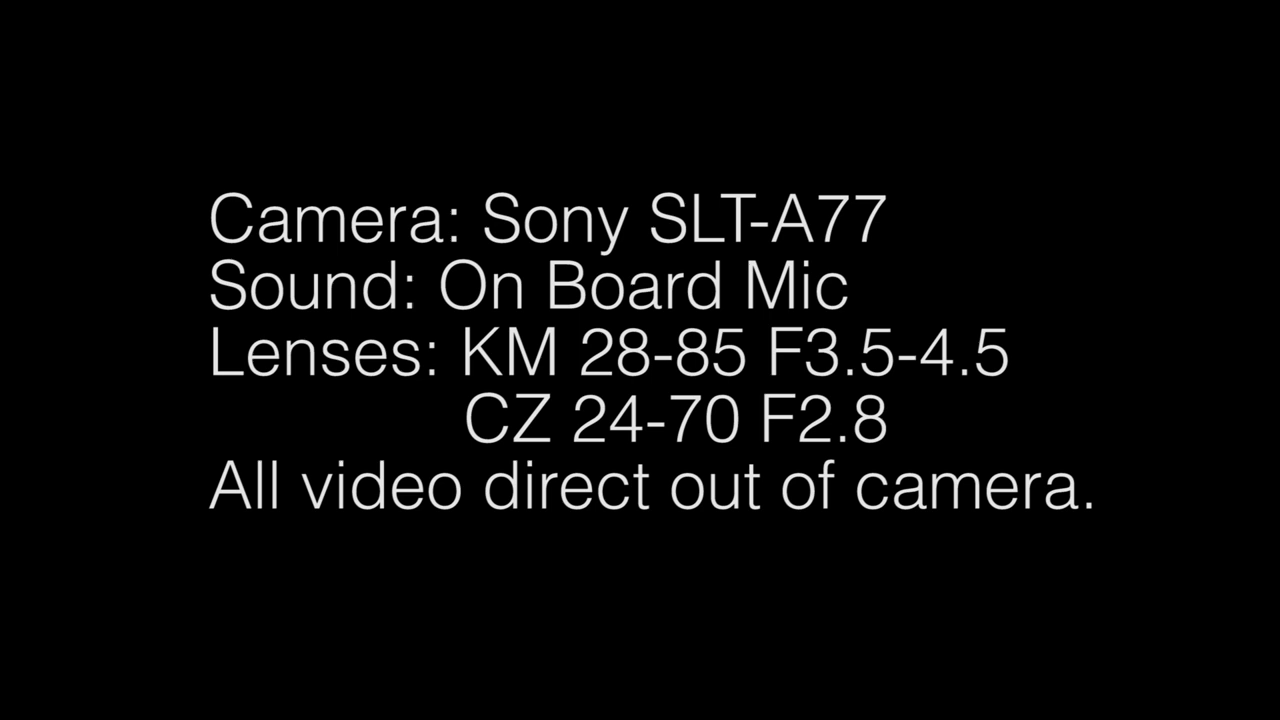 Camera: Sony SLT-A77
Sound: On Board Mic
Lenses: KM 28-85 F3.5-4.5
CZ 24-70 F2.8
All video direct out of camera.